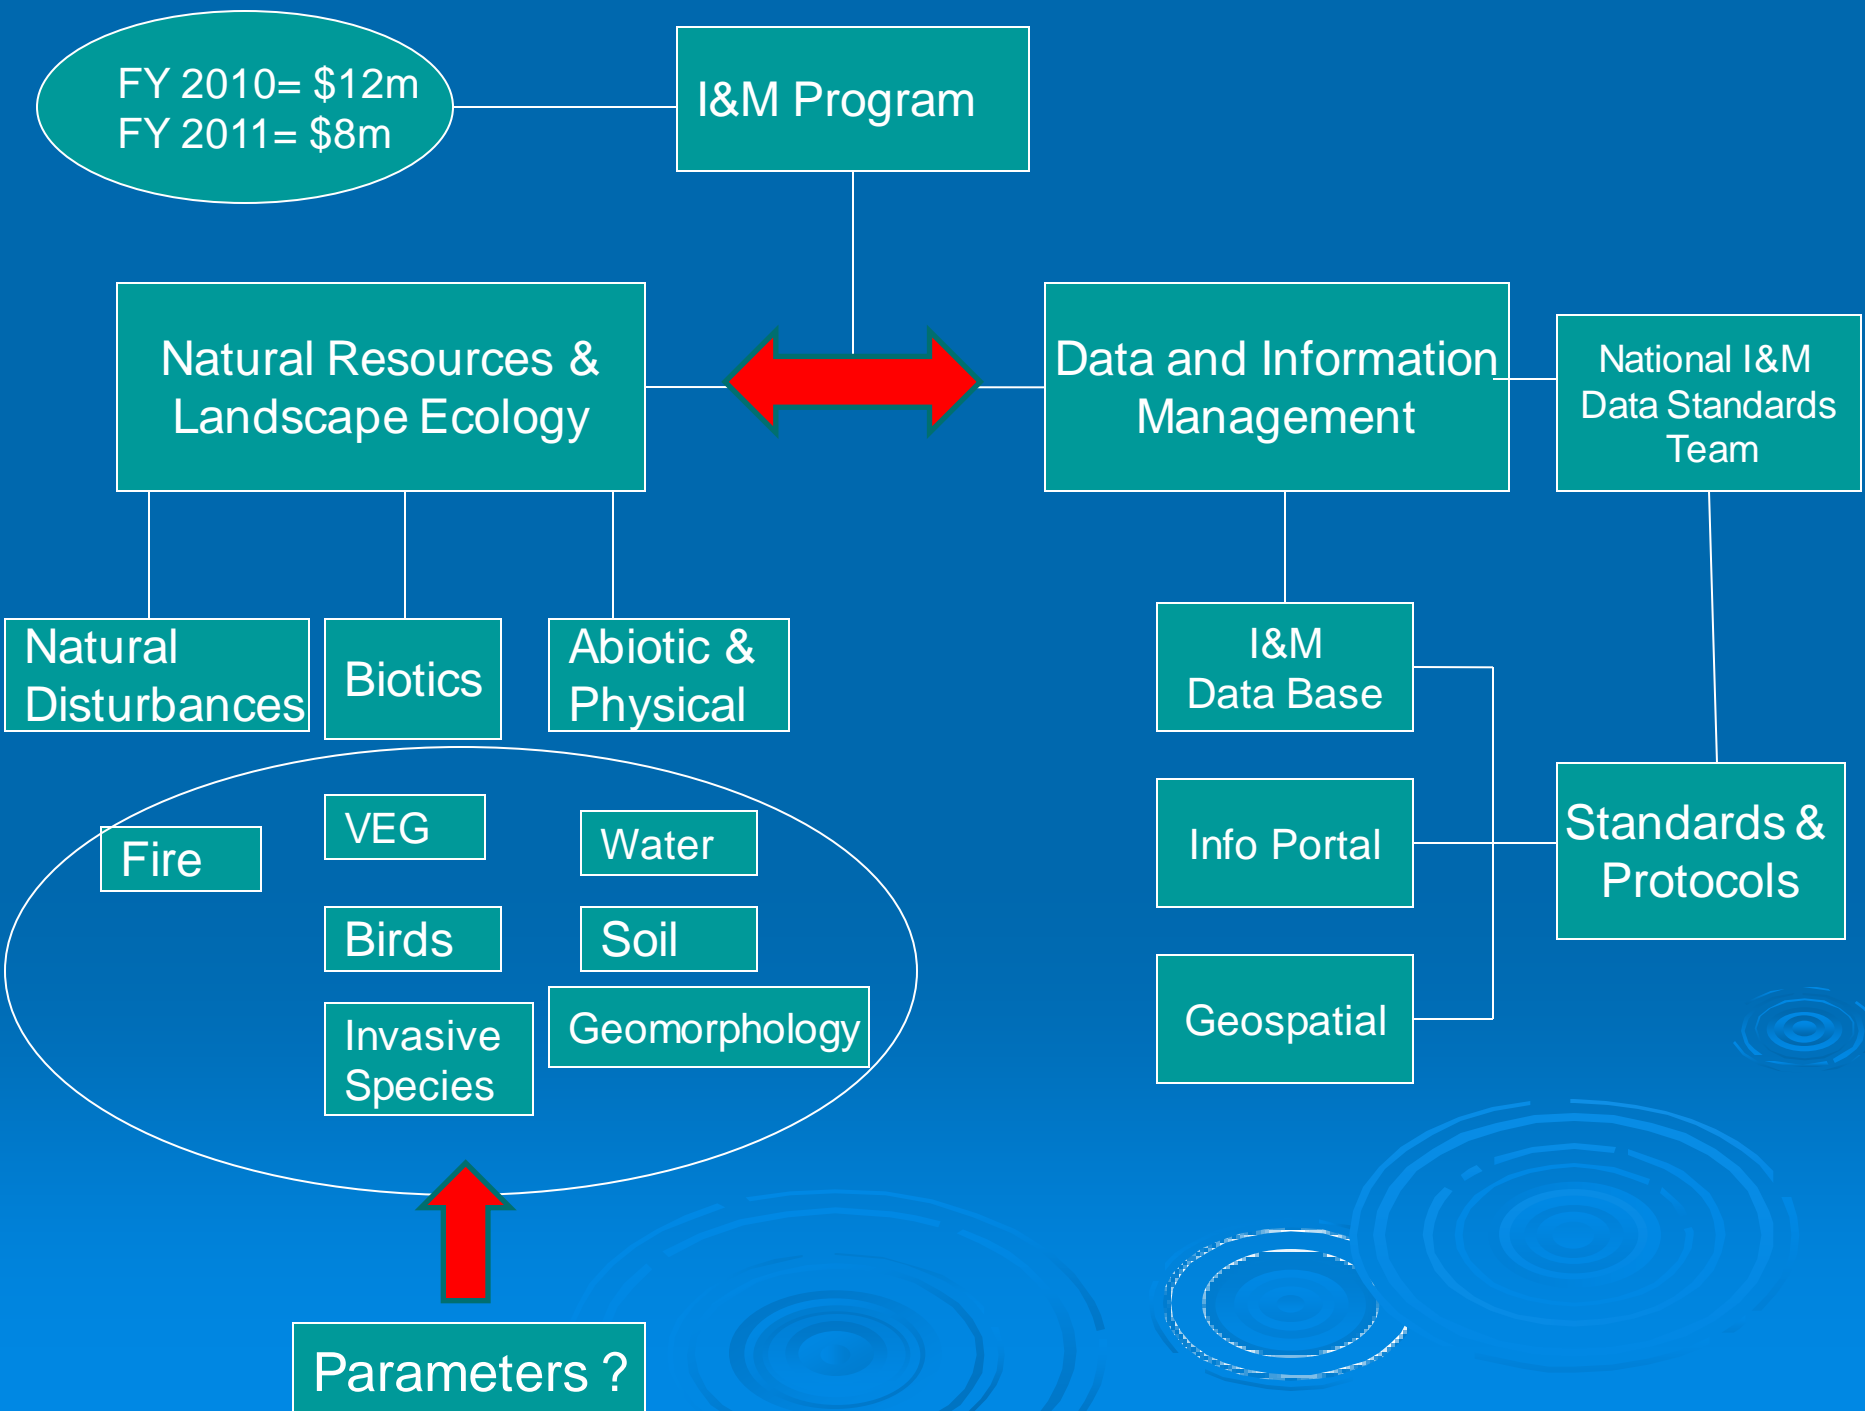 FY 2010= $12m
FY 2011= $8m
I&M Program
Natural Resources &
Landscape Ecology
Data and Information
Management
National I&M
Data Standards
Team
Natural
Disturbances
Biotics
Abiotic &
Physical
I&M
Data Base
VEG
Fire
Water
Info Portal
Standards &
Protocols
Birds
Soil
Invasive
Species
Geomorphology
Geospatial
Parameters ?